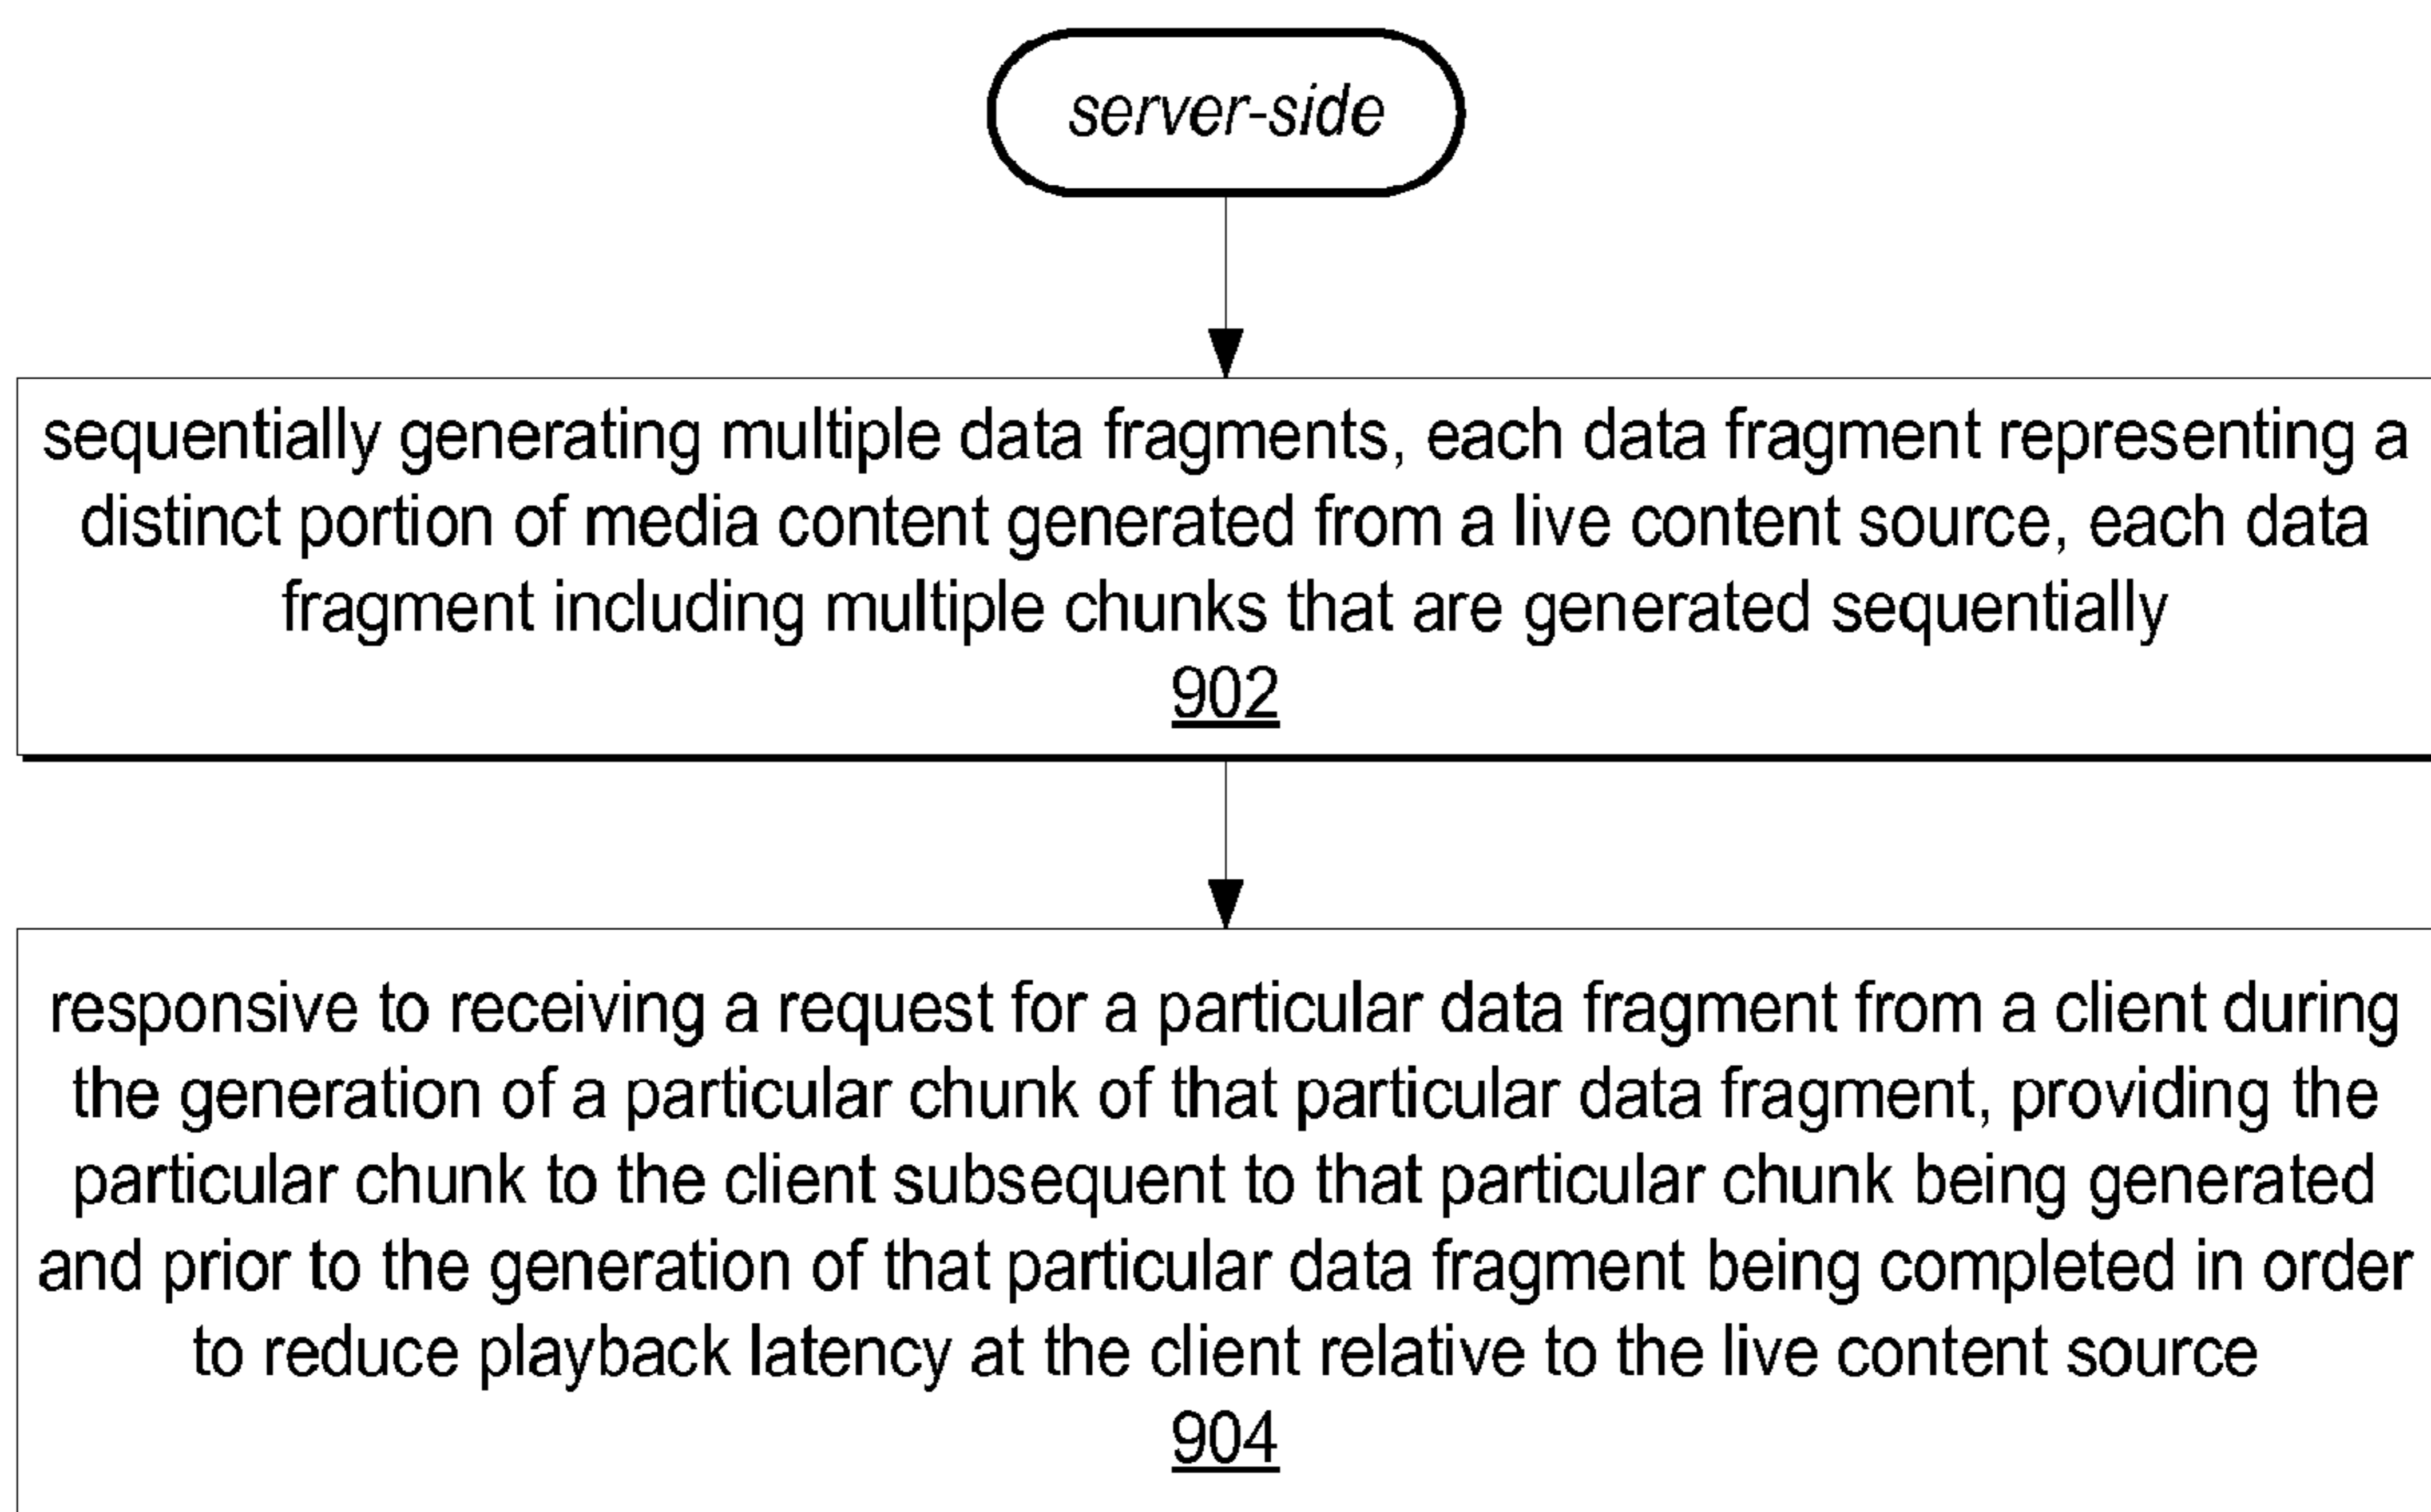 server-side
sequentially generating multiple data fragments, each data fragment representing a
distinct portion of media content generated from a live content source, each data
fragment including multiple chunks that are generated sequentially
902
responsive to receiving a request for a particular data fragment from a client during
the generation of a particular chunk of that particular data fragment, providing the
particular chunk to the client subsequent to that particular chunk being generated
and prior to the generation of that particular data fragment being completed in order
to reduce playback latency at the client relative to the live content source
904